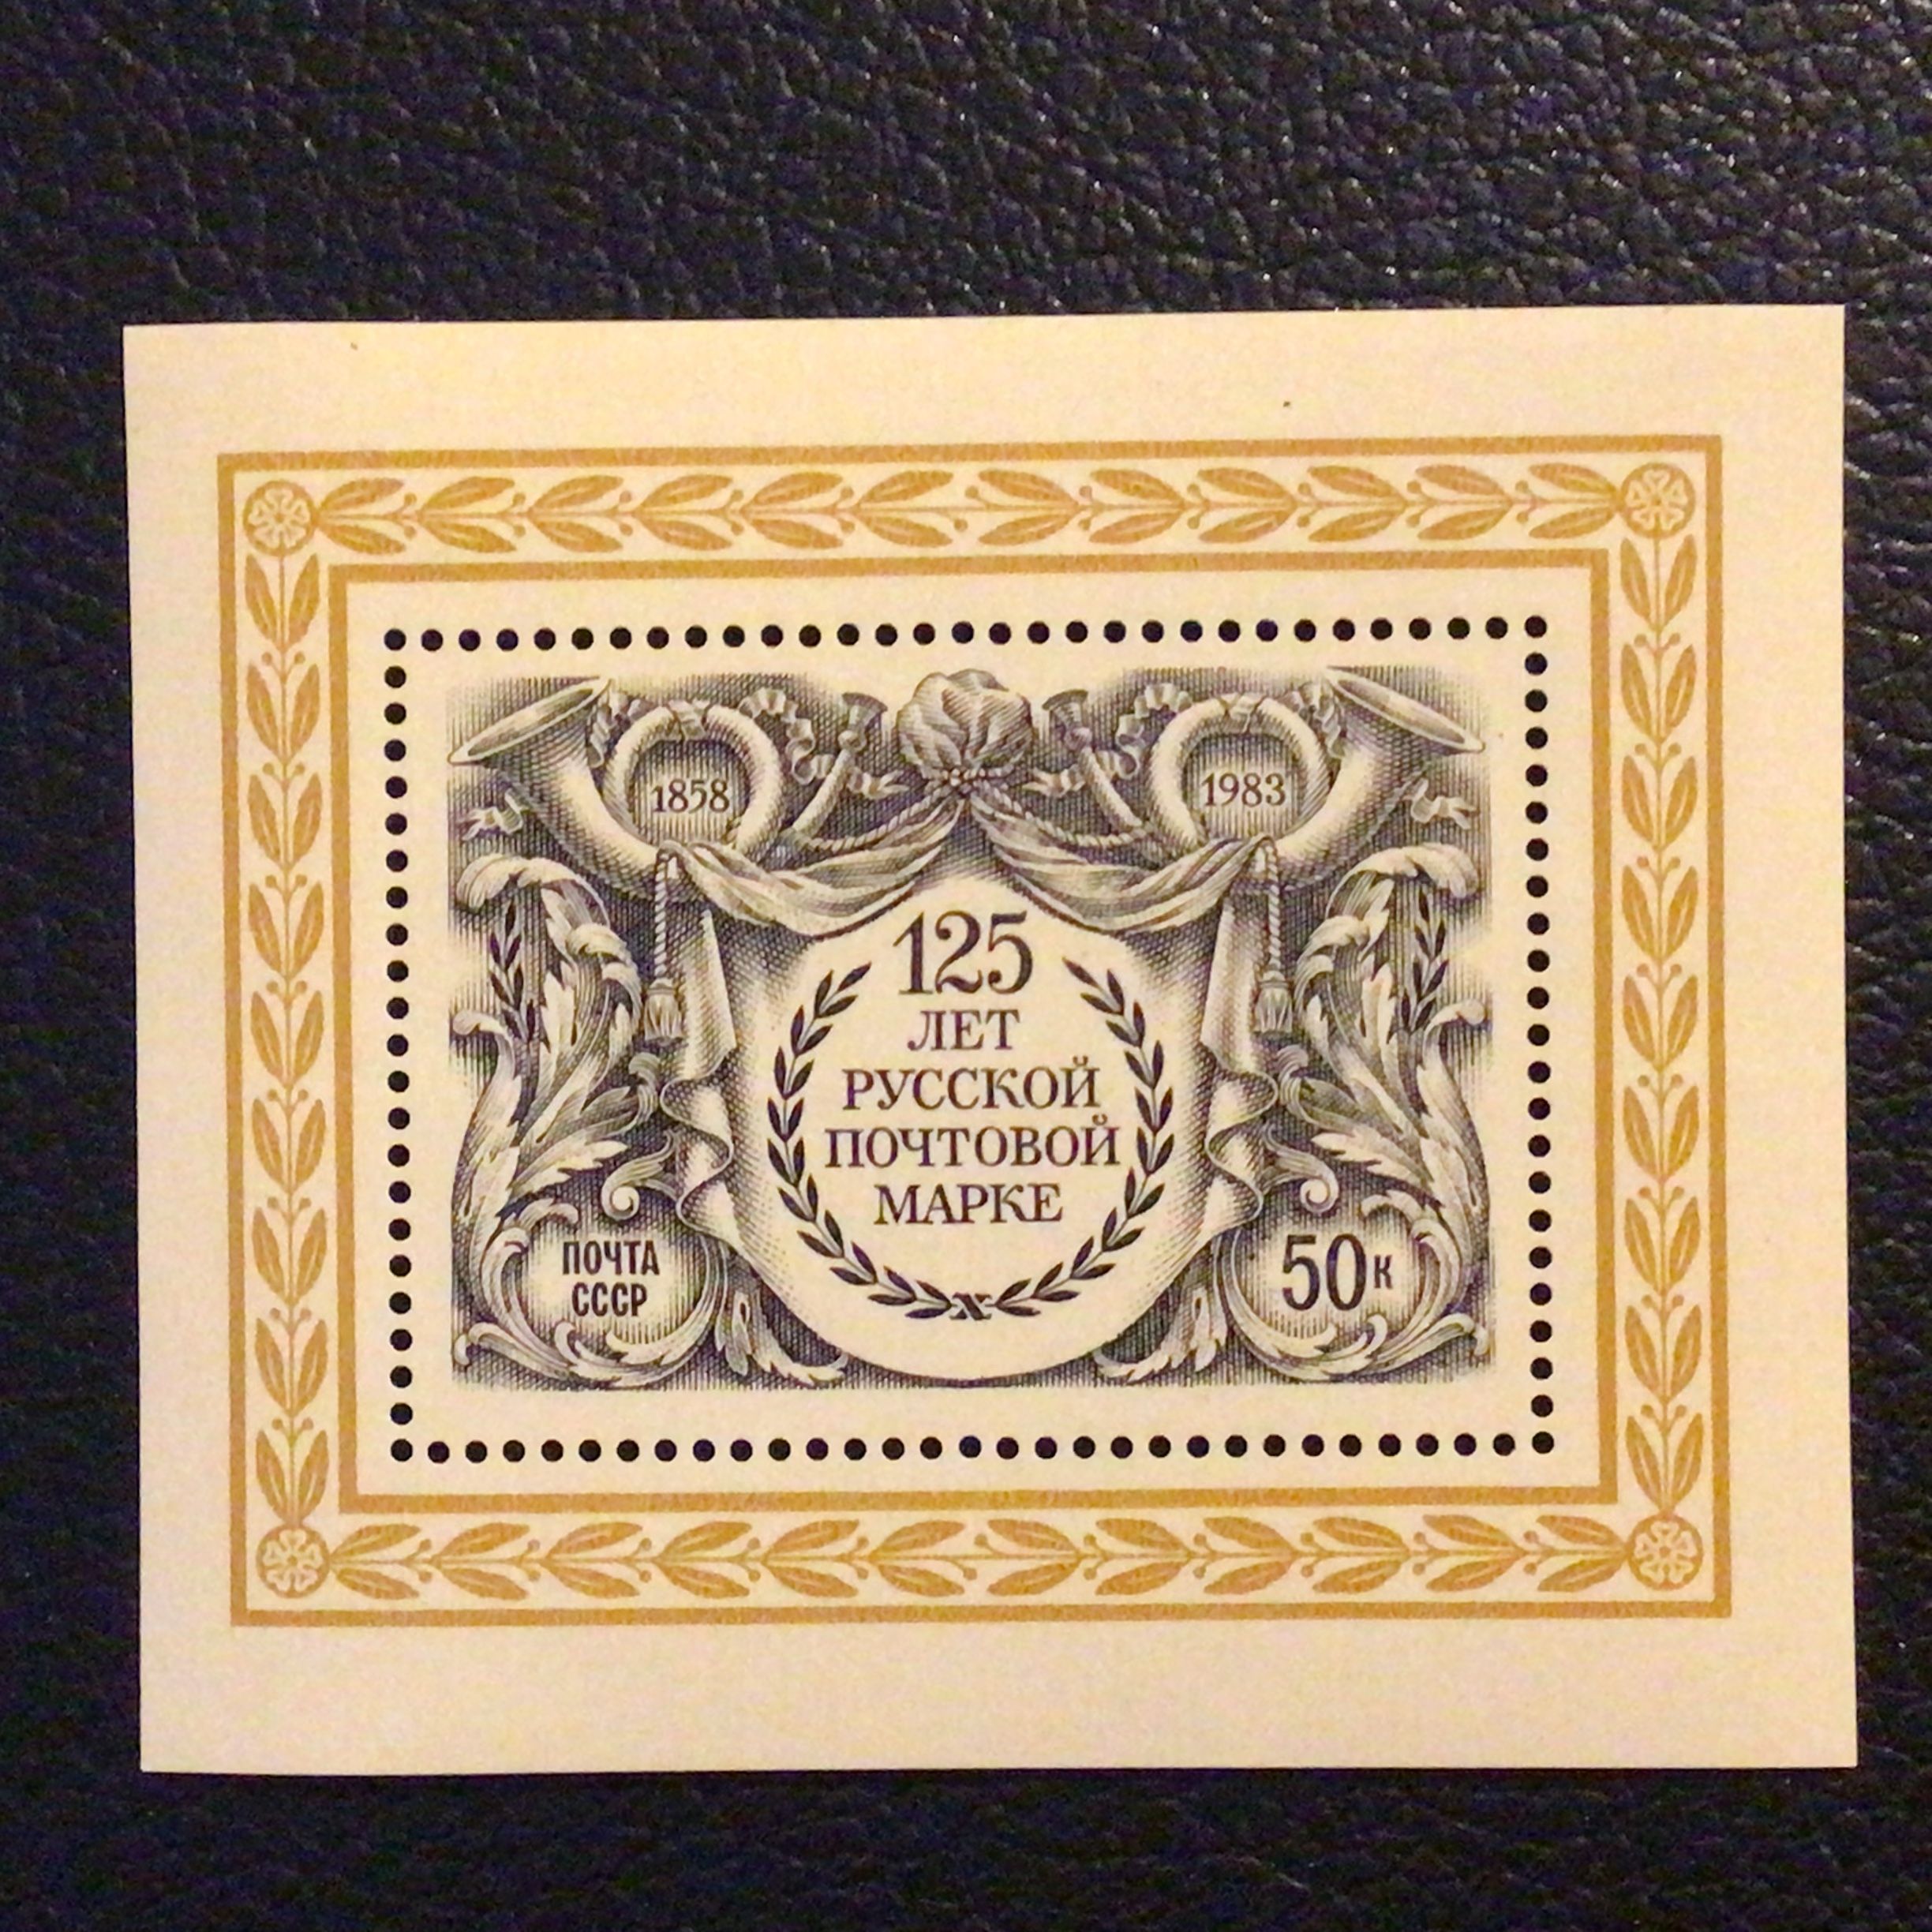 1858
1983
125
ЛЕТ
РУССКОЙ
ПОЧТОВОЙ
МАРКЕ
ПОЧТА
СССР
50к